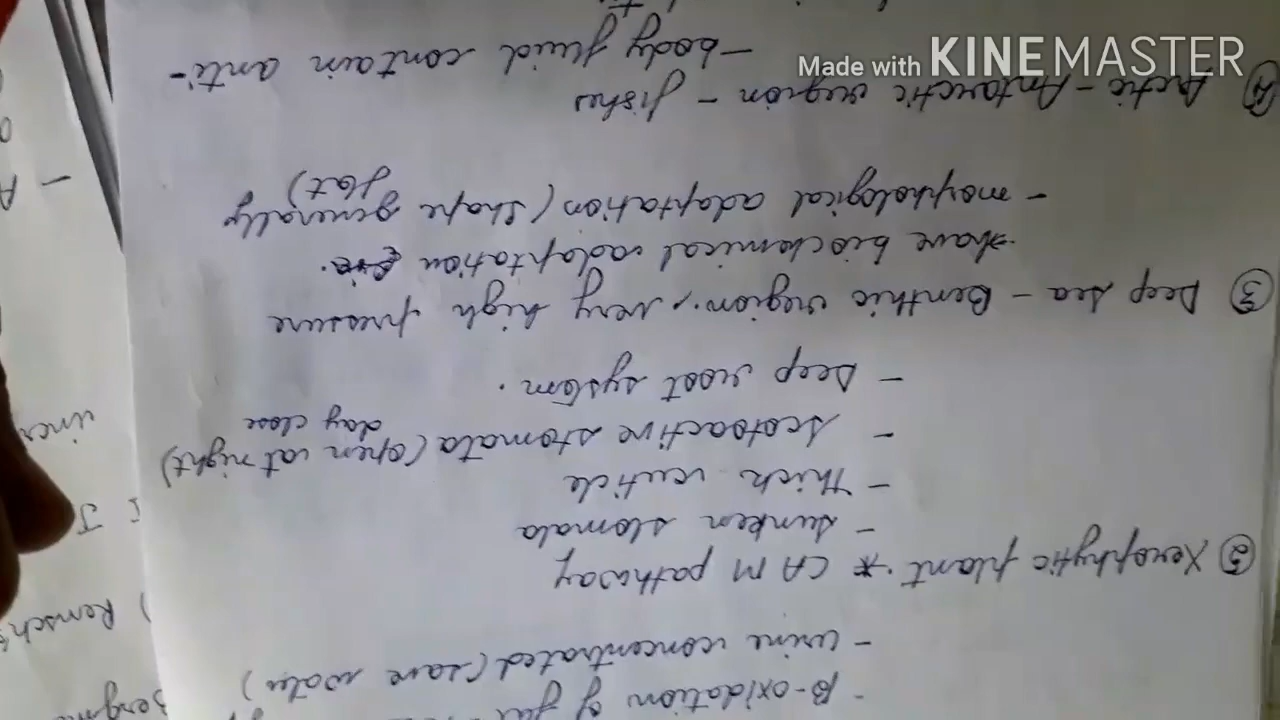 - β-oxidation of
- urine concentrated (save water)
② Xerophytic plant * CAM pathway
- sunken stomata
- Thick cuticle
- scotoactive stomata (open at night)
day close
- Deep root system.
③ Deep sea - Benthic region, very high pressure
- have biochemical adaptation
- morphological adaptation (shape generally
flat)
④ Arctic - Antarctic region - fishes
- body fluid contain anti-
Made with KINEMASTER